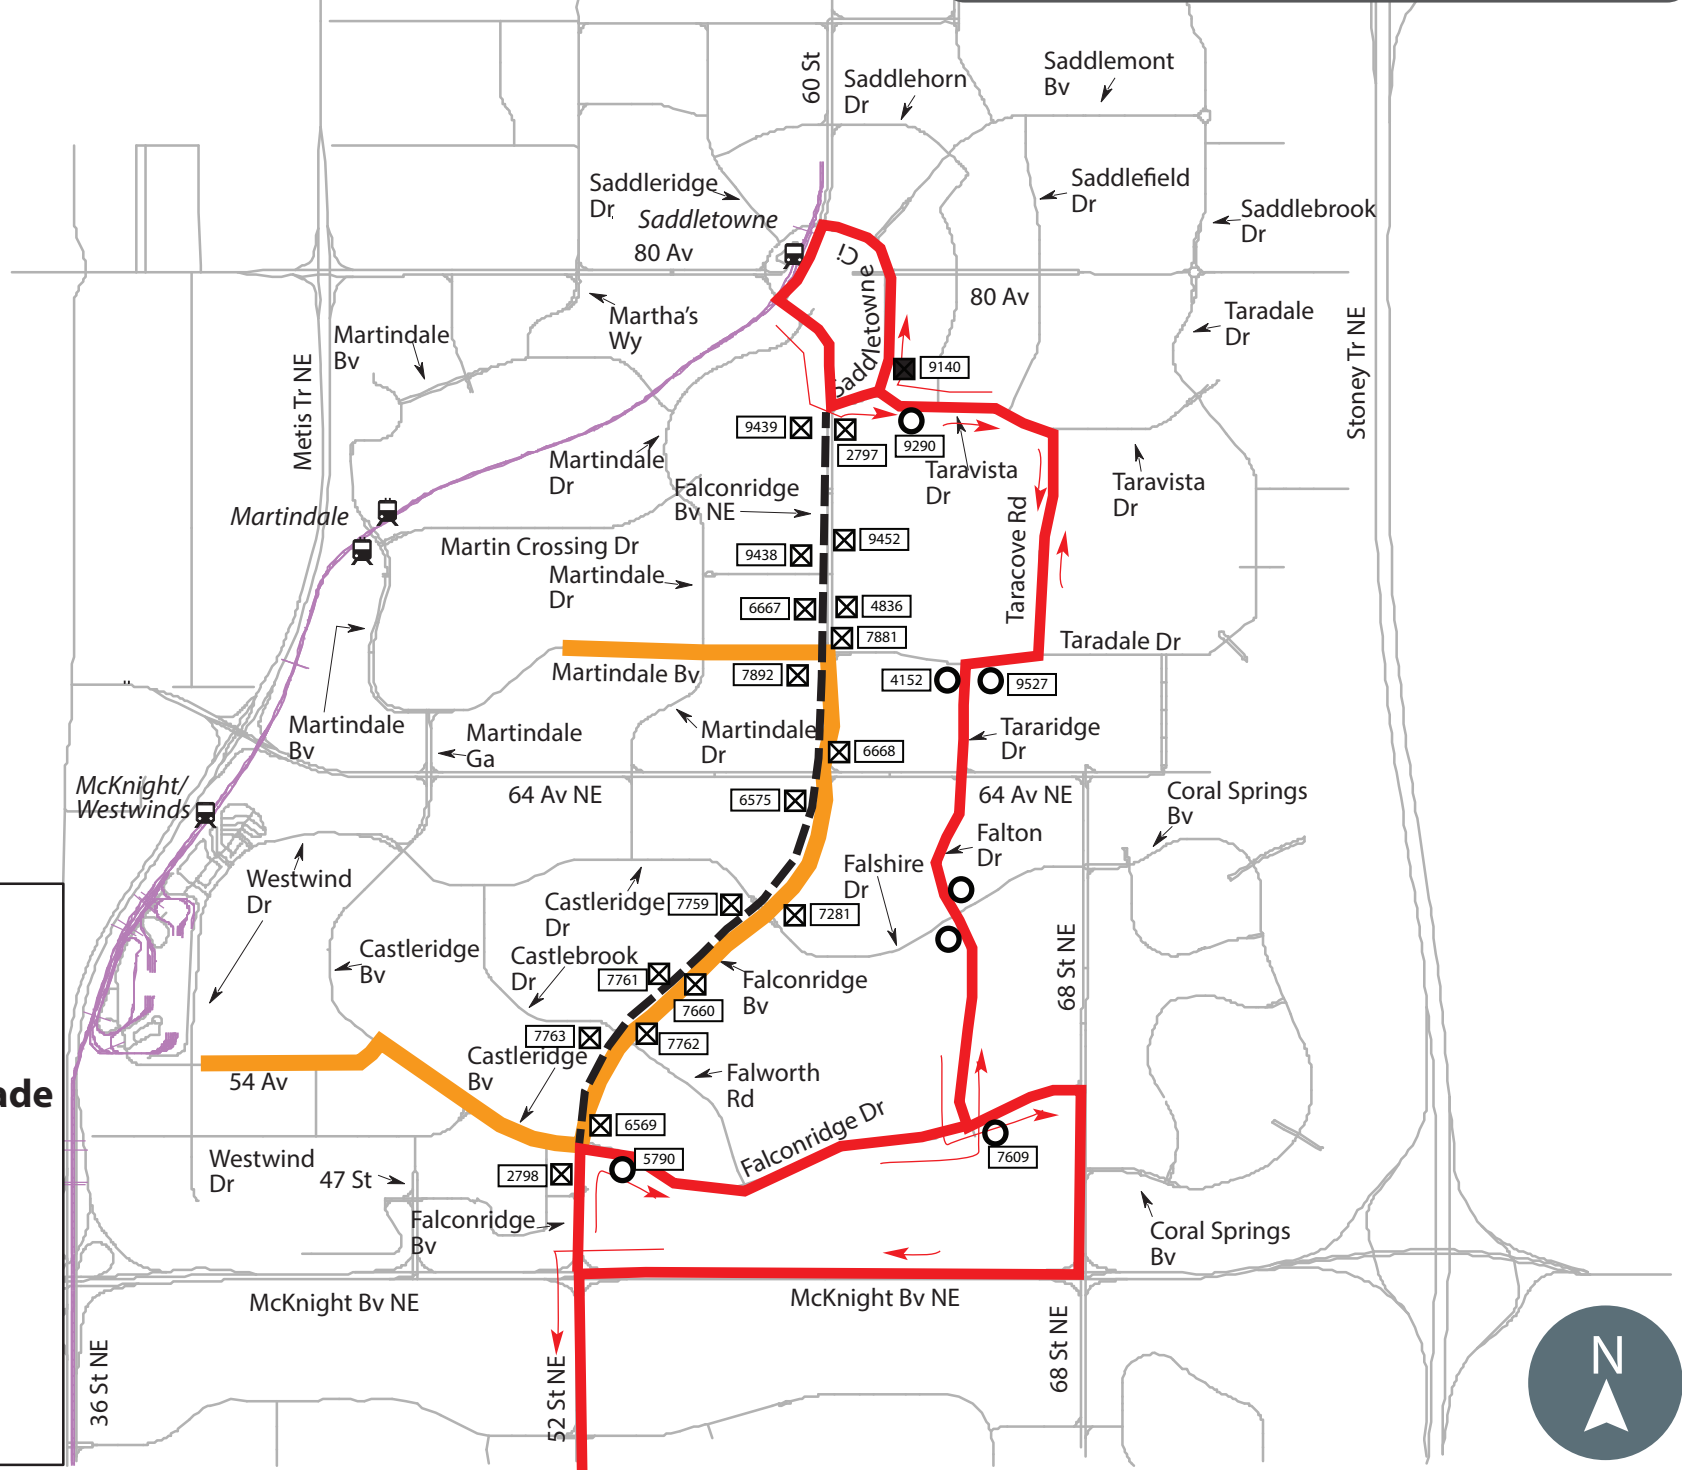 60 St
Saddlehorn
Dr
Saddlemont
Bv
Saddleridge
Dr
Saddletowne
80 Av
Saddlefield
Dr
Saddlebrook
Dr
Ci
Saddletowne
80 Av
Martha's
Wy
Martindale
Bv
Taradale
Dr
Metis Tr NE
Stoney Tr NE
9140
9439
2797
9290
Taravista
Dr
Taravista
Dr
Martindale
Dr
Falconridge
Bv NE
Martindale
Martin Crossing Dr
9438
9452
Taracove Rd
Martindale
Dr
6667
4836
7881
Taradale Dr
Martindale Bv
7892
4152
9527
Martindale
Bv
Martindale
Ga
Martindale
Dr
6668
Tararidge
Dr
McKnight/
Westwinds
64 Av NE
6575
64 Av NE
Coral Springs
Bv
Falton
Dr
Westwind
Dr
Falshire
Dr
Castleridge
Dr
7759
7281
Castleridge
Bv
Castlebrook
Dr
7761
7660
Falconridge
Bv
68 St NE
7763
7762
Castleridge
Bv
54 Av
Falworth
Rd
ade
6569
Falconridge Dr
5790
7609
Westwind
Dr
47 St
2798
Falconridge
Bv
Coral Springs
Bv
McKnight Bv NE
McKnight Bv NE
36 St NE
52 St NE
68 St NE
N